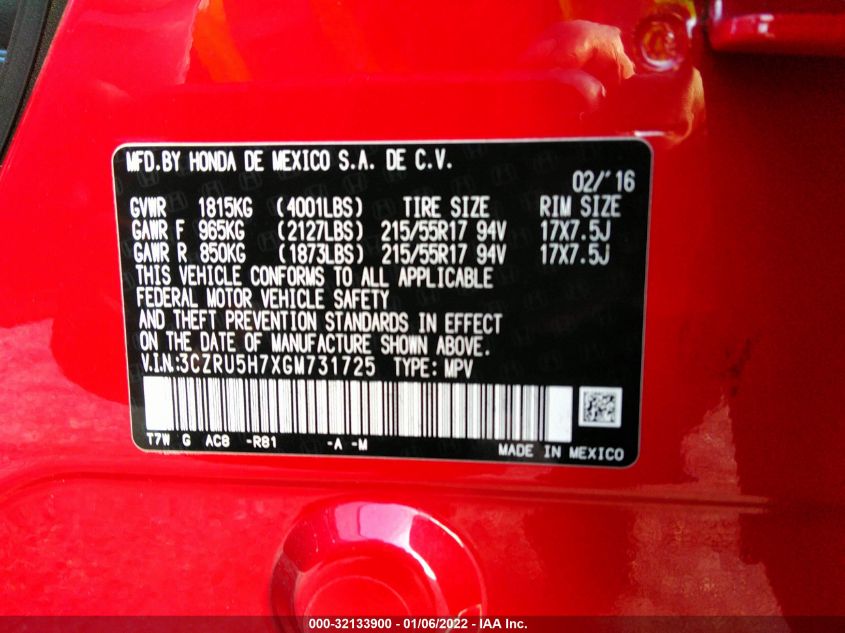 MFD.BY HONDA DE MEXICO S.A. DE C.V.
02/'16
GVWR 1815KG (4001LBS) TIRE SIZE RIM SIZE
GAWR F 965KG (2127LBS) 215/55R17 94V 17X7.5J
GAWR R 850KG (1873LBS) 215/55R17 94V 17X7.5J
THIS VEHICLE CONFORMS TO ALL APPLICABLE
FEDERAL MOTOR VEHICLE SAFETY
AND THEFT PREVENTION STANDARDS IN EFFECT
ON THE DATE OF MANUFACTURE SHOWN ABOVE.
V.I.N:3CZRU5H7XGM731725 TYPE: MPV
T7W G AC8 -R81 -A -M
MADE IN MEXICO
000-32133900 - 01/06/2022 - IAA Inc.